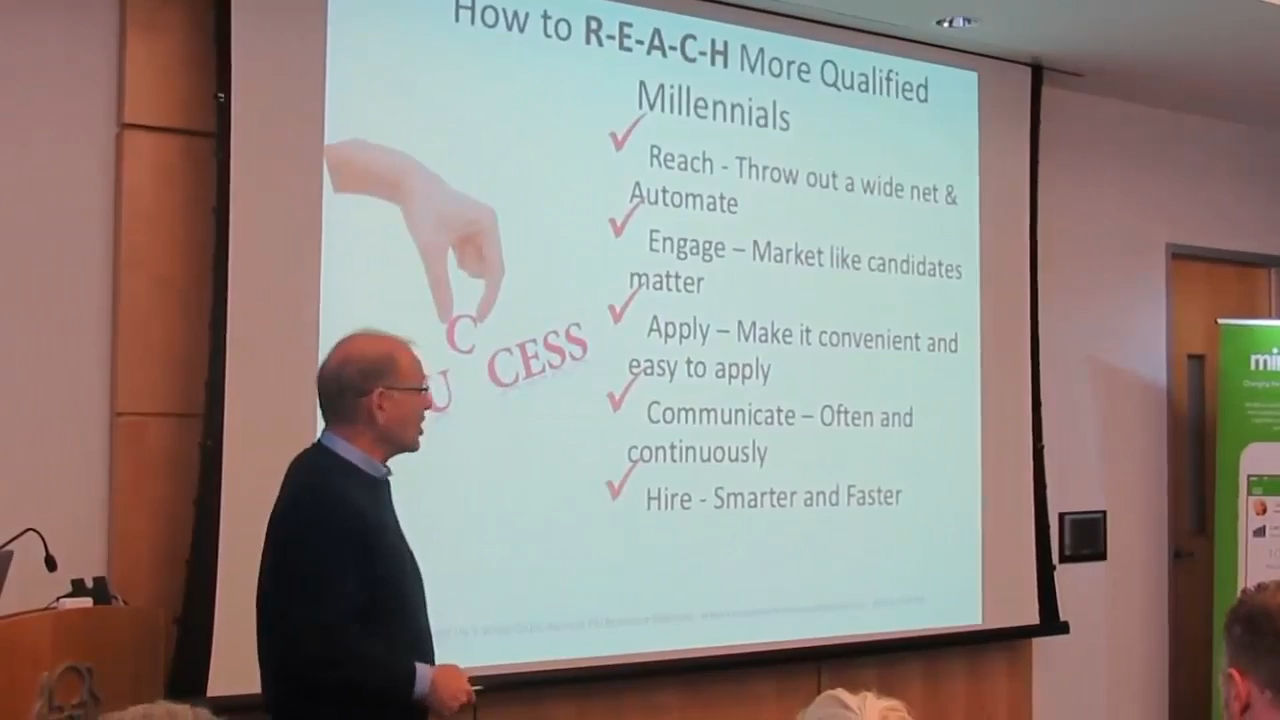 How to R-E-A-C-H More Qualified
Millennials
Reach - Throw out a wide net &
Automate
Engage – Market like candidates
matter
Apply – Make it convenient and
easy to apply
Communicate – Often and
continuously
Hire - Smarter and Faster
C
U CESS